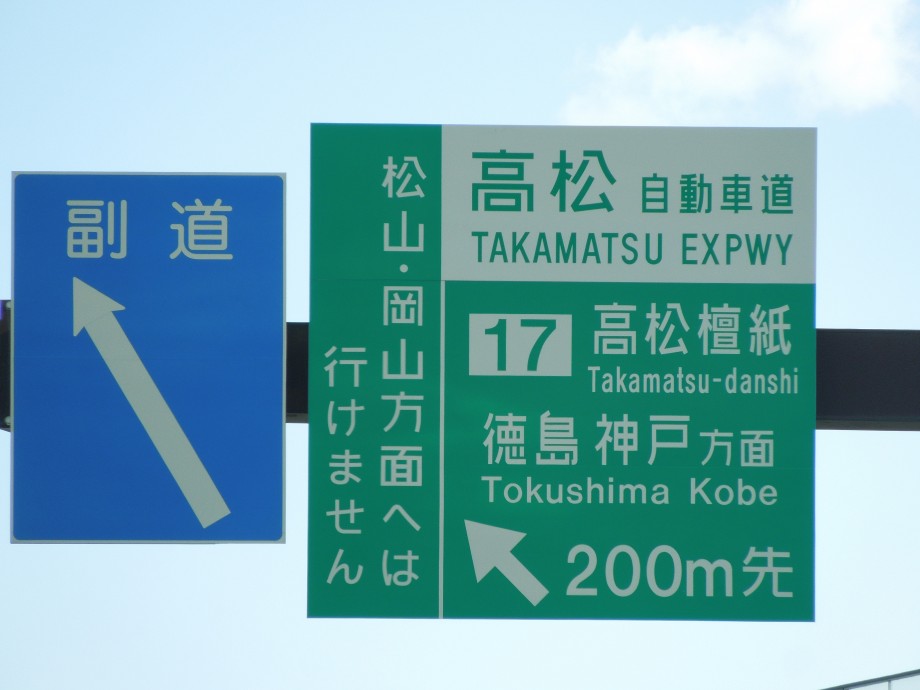 副道
松山・岡山方面へは
行けません
高松自動車道
TAKAMATSU EXPWY
17 高松檀紙
Takamatsu-danshi
徳島 神戸 方面
Tokushima Kobe
200m先